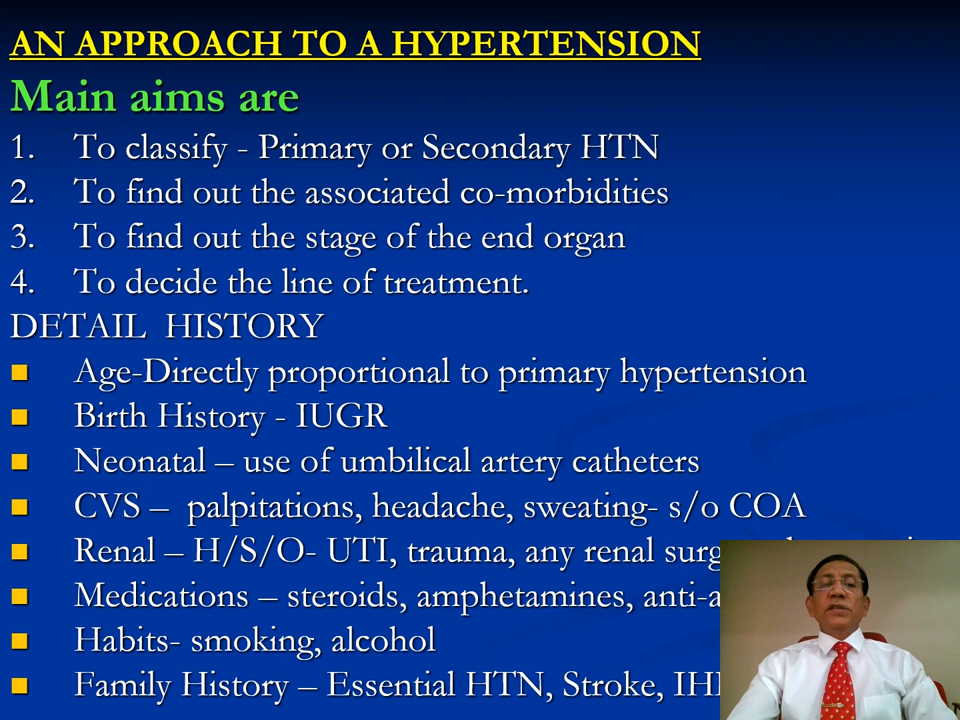 AN APPROACH TO A HYPERTENSION
Main aims are
1. To classify - Primary or Secondary HTN
2. To find out the associated co-morbidities
3. To find out the stage of the end organ
4. To decide the line of treatment.
DETAIL HISTORY
■ Age-Directly proportional to primary hypertension
■ Birth History - IUGR
■ Neonatal – use of umbilical artery catheters
■ CVS – palpitations, headache, sweating- s/o COA
■ Renal – H/S/O- UTI, trauma, any renal
■ Medications – steroids, amphetamines,
■ Habits- smoking, alcohol
■ Family History – Essential HTN, Stroke,